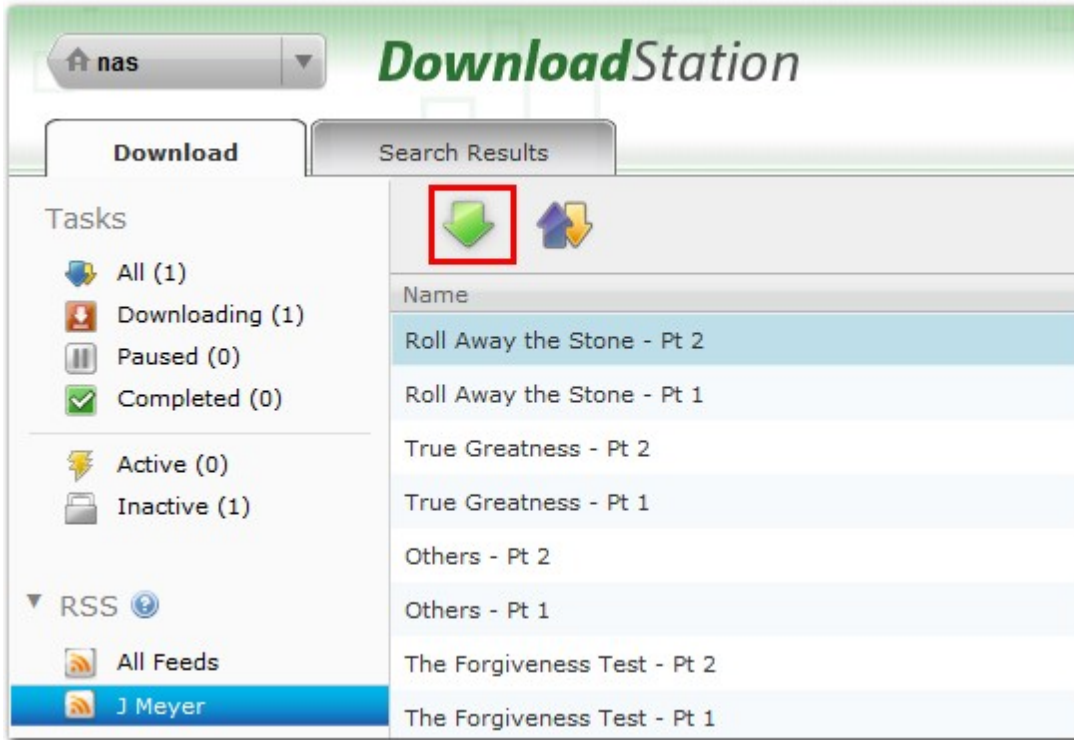 nas
DownloadStation
Download
Search Results
Tasks
All (1)
Downloading (1)
Paused (0)
Completed (0)
Active (0)
Inactive (1)
RSS
All Feeds
J Meyer
Name
Roll Away the Stone - Pt 2
Roll Away the Stone - Pt 1
True Greatness - Pt 2
True Greatness - Pt 1
Others - Pt 2
Others - Pt 1
The Forgiveness Test - Pt 2
The Forgiveness Test - Pt 1